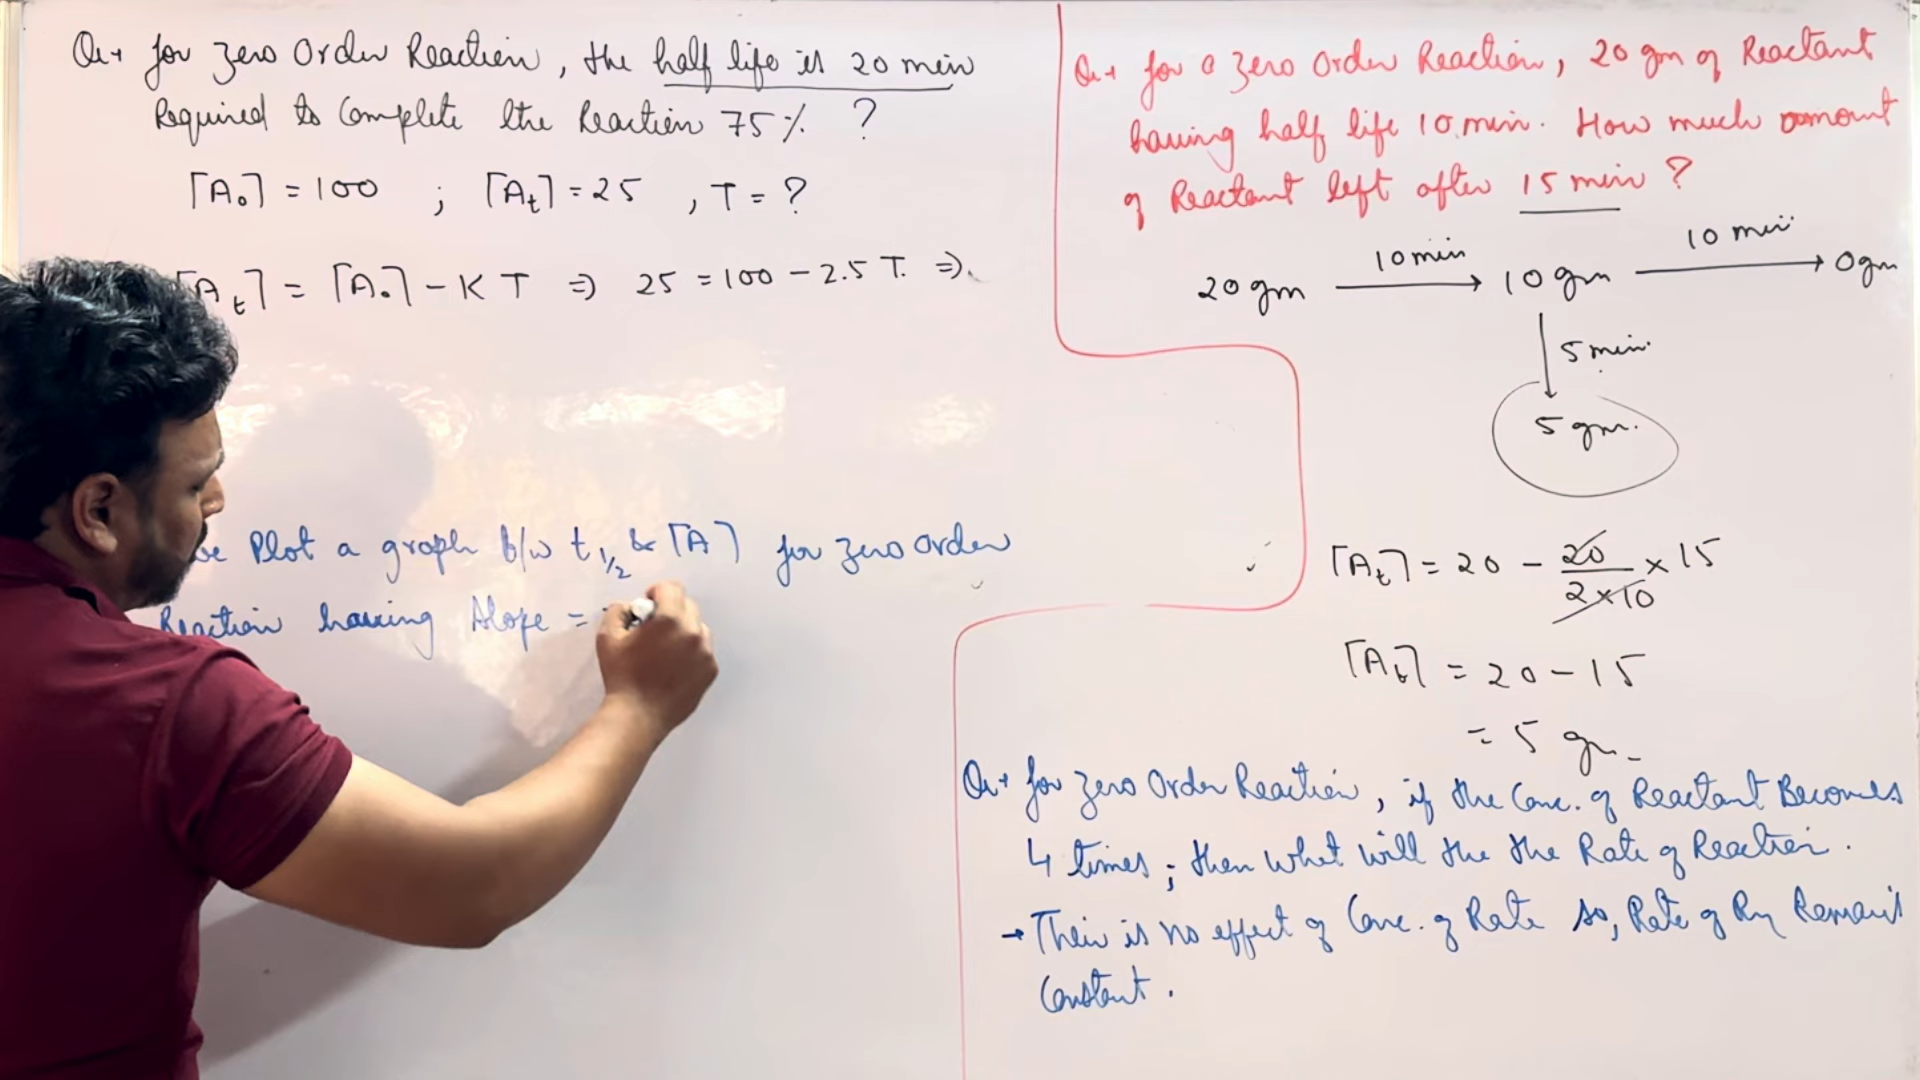 Qu → for zero Order Reaction, the half life is 20 min
Required to Complete the Reaction 75% ?
[A₀] = 100 ; [Aₜ] = 25 , T = ?
Aₜ] = [A₀] - K T ⇒ 25 = 100 - 2.5 T. ⇒
Plot a graph b/w t₁/₂ & [A] for zero order
Reaction having Slope =
Qu → for a zero order Reaction, 20 gm of Reactant
having half life 10 min. How much amount
of Reactant left after 15 min ?
20 gm 10 min → 10 gm 10 min → 0 gm
5 min.
5 gm.
[Aₜ] = 20 - 20/2×10 × 15
[Aₜ] = 20 - 15
= 5 gm
Qu → for zero Order Reaction, if the Conc. of Reactant Becomes
4 times ; then what will the the Rate of Reaction.
→ Their is no effect of Conc. of Rate so, Rate of Rxn Remain
Constant.